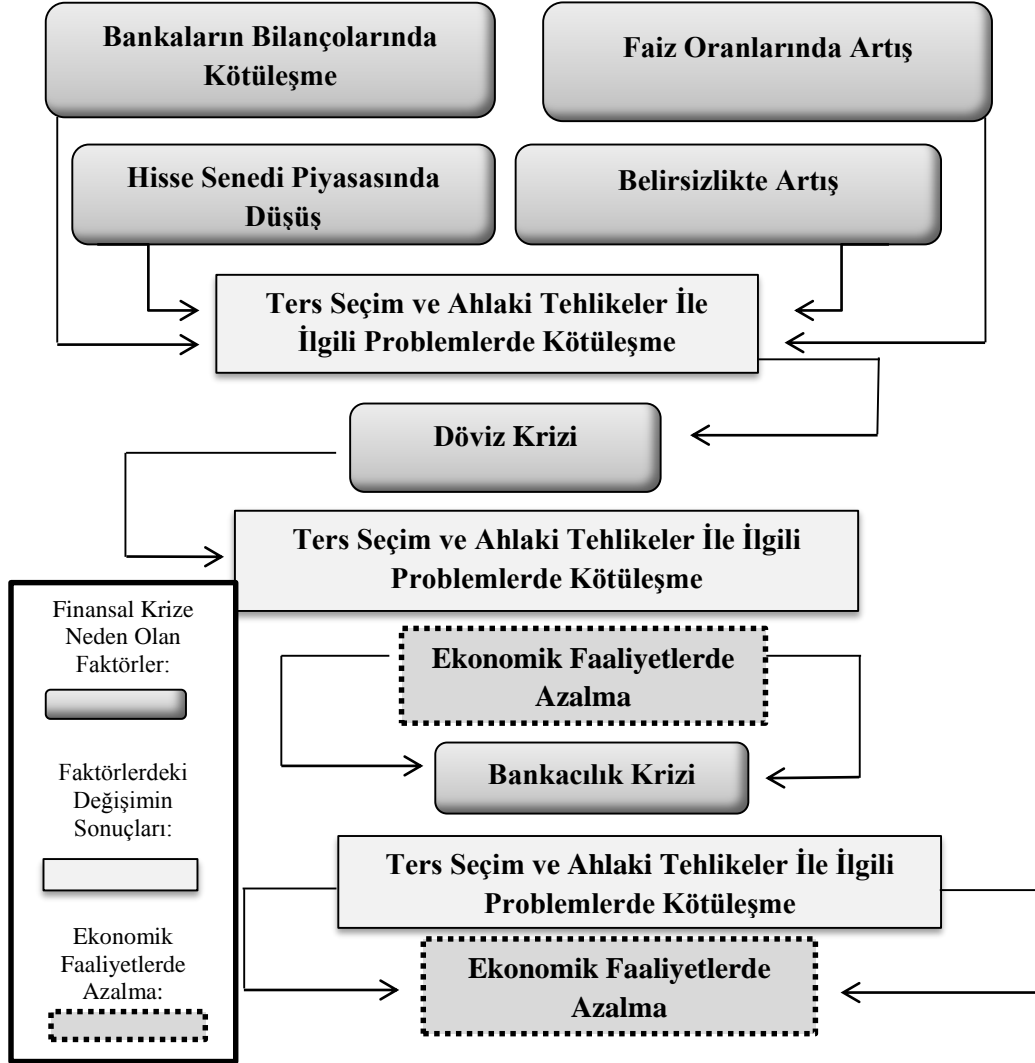 Bankaların Bilançolarında
Kötüleşme
Faiz Oranlarında Artış
Hisse Senedi Piyasasında
Düşüş
Belirsizlikte Artış
Ters Seçim ve Ahlaki Tehlikeler İle
İlgili Problemlerde Kötüleşme
Döviz Krizi
Ters Seçim ve Ahlaki Tehlikeler İle İlgili
Problemlerde Kötüleşme
Ekonomik Faaliyetlerde
Azalma
Bankacılık Krizi
Ters Seçim ve Ahlaki Tehlikeler İle İlgili
Problemlerde Kötüleşme
Ekonomik Faaliyetlerde
Azalma
Finansal Krize
Neden Olan
Faktörler:
Faktörlerdeki
Değişimin
Sonuçları:
Ekonomik
Faaliyetlerde
Azalma: